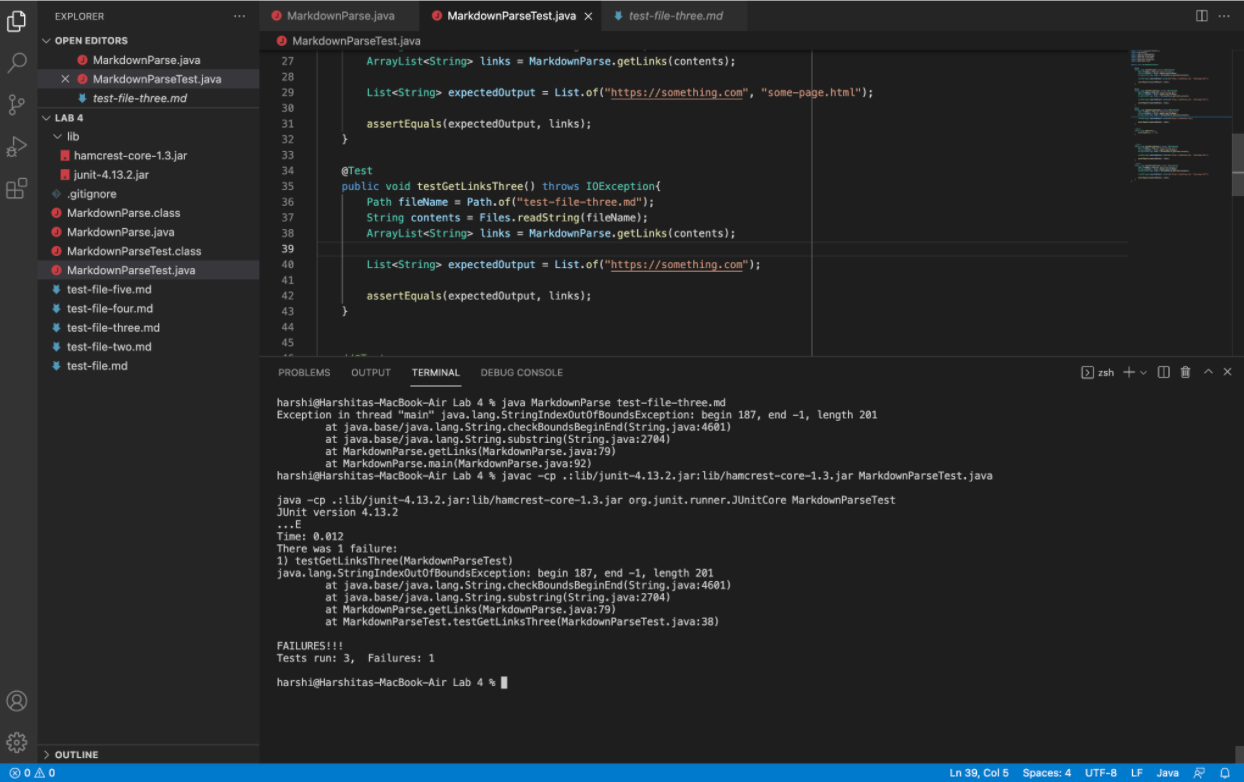 EXPLORER
OPEN EDITORS
MarkdownParse.java
MarkdownParseTest.java
test-file-three.md
LAB 4
lib
hamcrest-core-1.3.jar
junit-4.13.2.jar
.gitignore
MarkdownParse.class
MarkdownParse.java
MarkdownParseTest.class
MarkdownParseTest.java
test-file-five.md
test-file-four.md
test-file-three.md
test-file-two.md
test-file.md
OUTLINE
MarkdownParse.java MarkdownParseTest.java test-file-three.md
MarkdownParseTest.java
27 ArrayList<String> links = MarkdownParse.getLinks(contents);
28
29 List<String> expectedOutput = List.of("https://something.com", "some-page.html");
30
31 assertEquals(expectedOutput, links);
32 }
33
34 @Test
35 public void testGetLinksThree() throws IOException{
36 Path fileName = Path.of("test-file-three.md");
37 String contents = Files.readString(fileName);
38 ArrayList<String> links = MarkdownParse.getLinks(contents);
39
40 List<String> expectedOutput = List.of("https://something.com");
41
42 assertEquals(expectedOutput, links);
43 }
44
45
PROBLEMS OUTPUT TERMINAL DEBUG CONSOLE zsh
harshi@Harshitas-MacBook-Air Lab 4 % java MarkdownParse test-file-three.md
Exception in thread "main" java.lang.StringIndexOutOfBoundsException: begin 187, end -1, length 201
at java.base/java.lang.String.checkBoundsBeginEnd(String.java:4601)
at java.base/java.lang.String.substring(String.java:2704)
at MarkdownParse.getLinks(MarkdownParse.java:79)
at MarkdownParse.main(MarkdownParse.java:92)
harshi@Harshitas-MacBook-Air Lab 4 % javac -cp .:lib/junit-4.13.2.jar:lib/hamcrest-core-1.3.jar MarkdownParseTest.java
java -cp .:lib/junit-4.13.2.jar:lib/hamcrest-core-1.3.jar org.junit.runner.JUnitCore MarkdownParseTest
JUnit version 4.13.2
...E
Time: 0.012
There was 1 failure:
1) testGetLinksThree(MarkdownParseTest)
java.lang.StringIndexOutOfBoundsException: begin 187, end -1, length 201
at java.base/java.lang.String.checkBoundsBeginEnd(String.java:4601)
at java.base/java.lang.String.substring(String.java:2704)
at MarkdownParse.getLinks(MarkdownParse.java:79)
at MarkdownParseTest.testGetLinksThree(MarkdownParseTest.java:38)
FAILURES!!!
Tests run: 3,  Failures: 1
harshi@Harshitas-MacBook-Air Lab 4 %
0 0 Ln 39, Col 5 Spaces: 4 UTF-8 LF Java